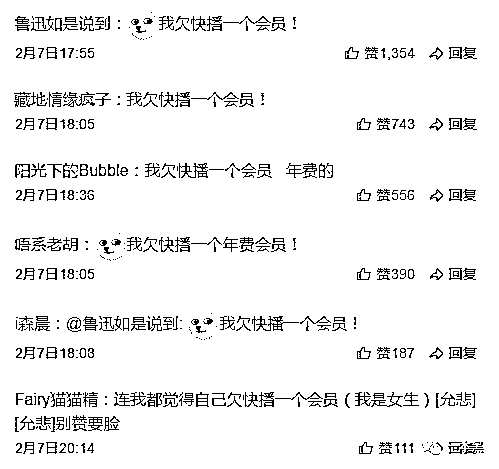 鲁迅如是说到：我欠快播一个会员！
2月7日17:55 赞1,354 回复
藏地情缘疯子：我欠快播一个会员！
2月7日18:05 赞743 回复
阳光下的Bubble：我欠快播一个会员 年费的
2月7日18:36 赞556 回复
唔系老胡：我欠快播一个年费会员！
2月7日18:05 赞390 回复
i森晨：@鲁迅如是说到: 我欠快播一个会员！
2月7日18:08 赞187 回复
Fairy猫猫精：连我都觉得自己欠快播一个会员（我是女生）[允悲]
[允悲]别赞要脸
2月7日20:14 赞111